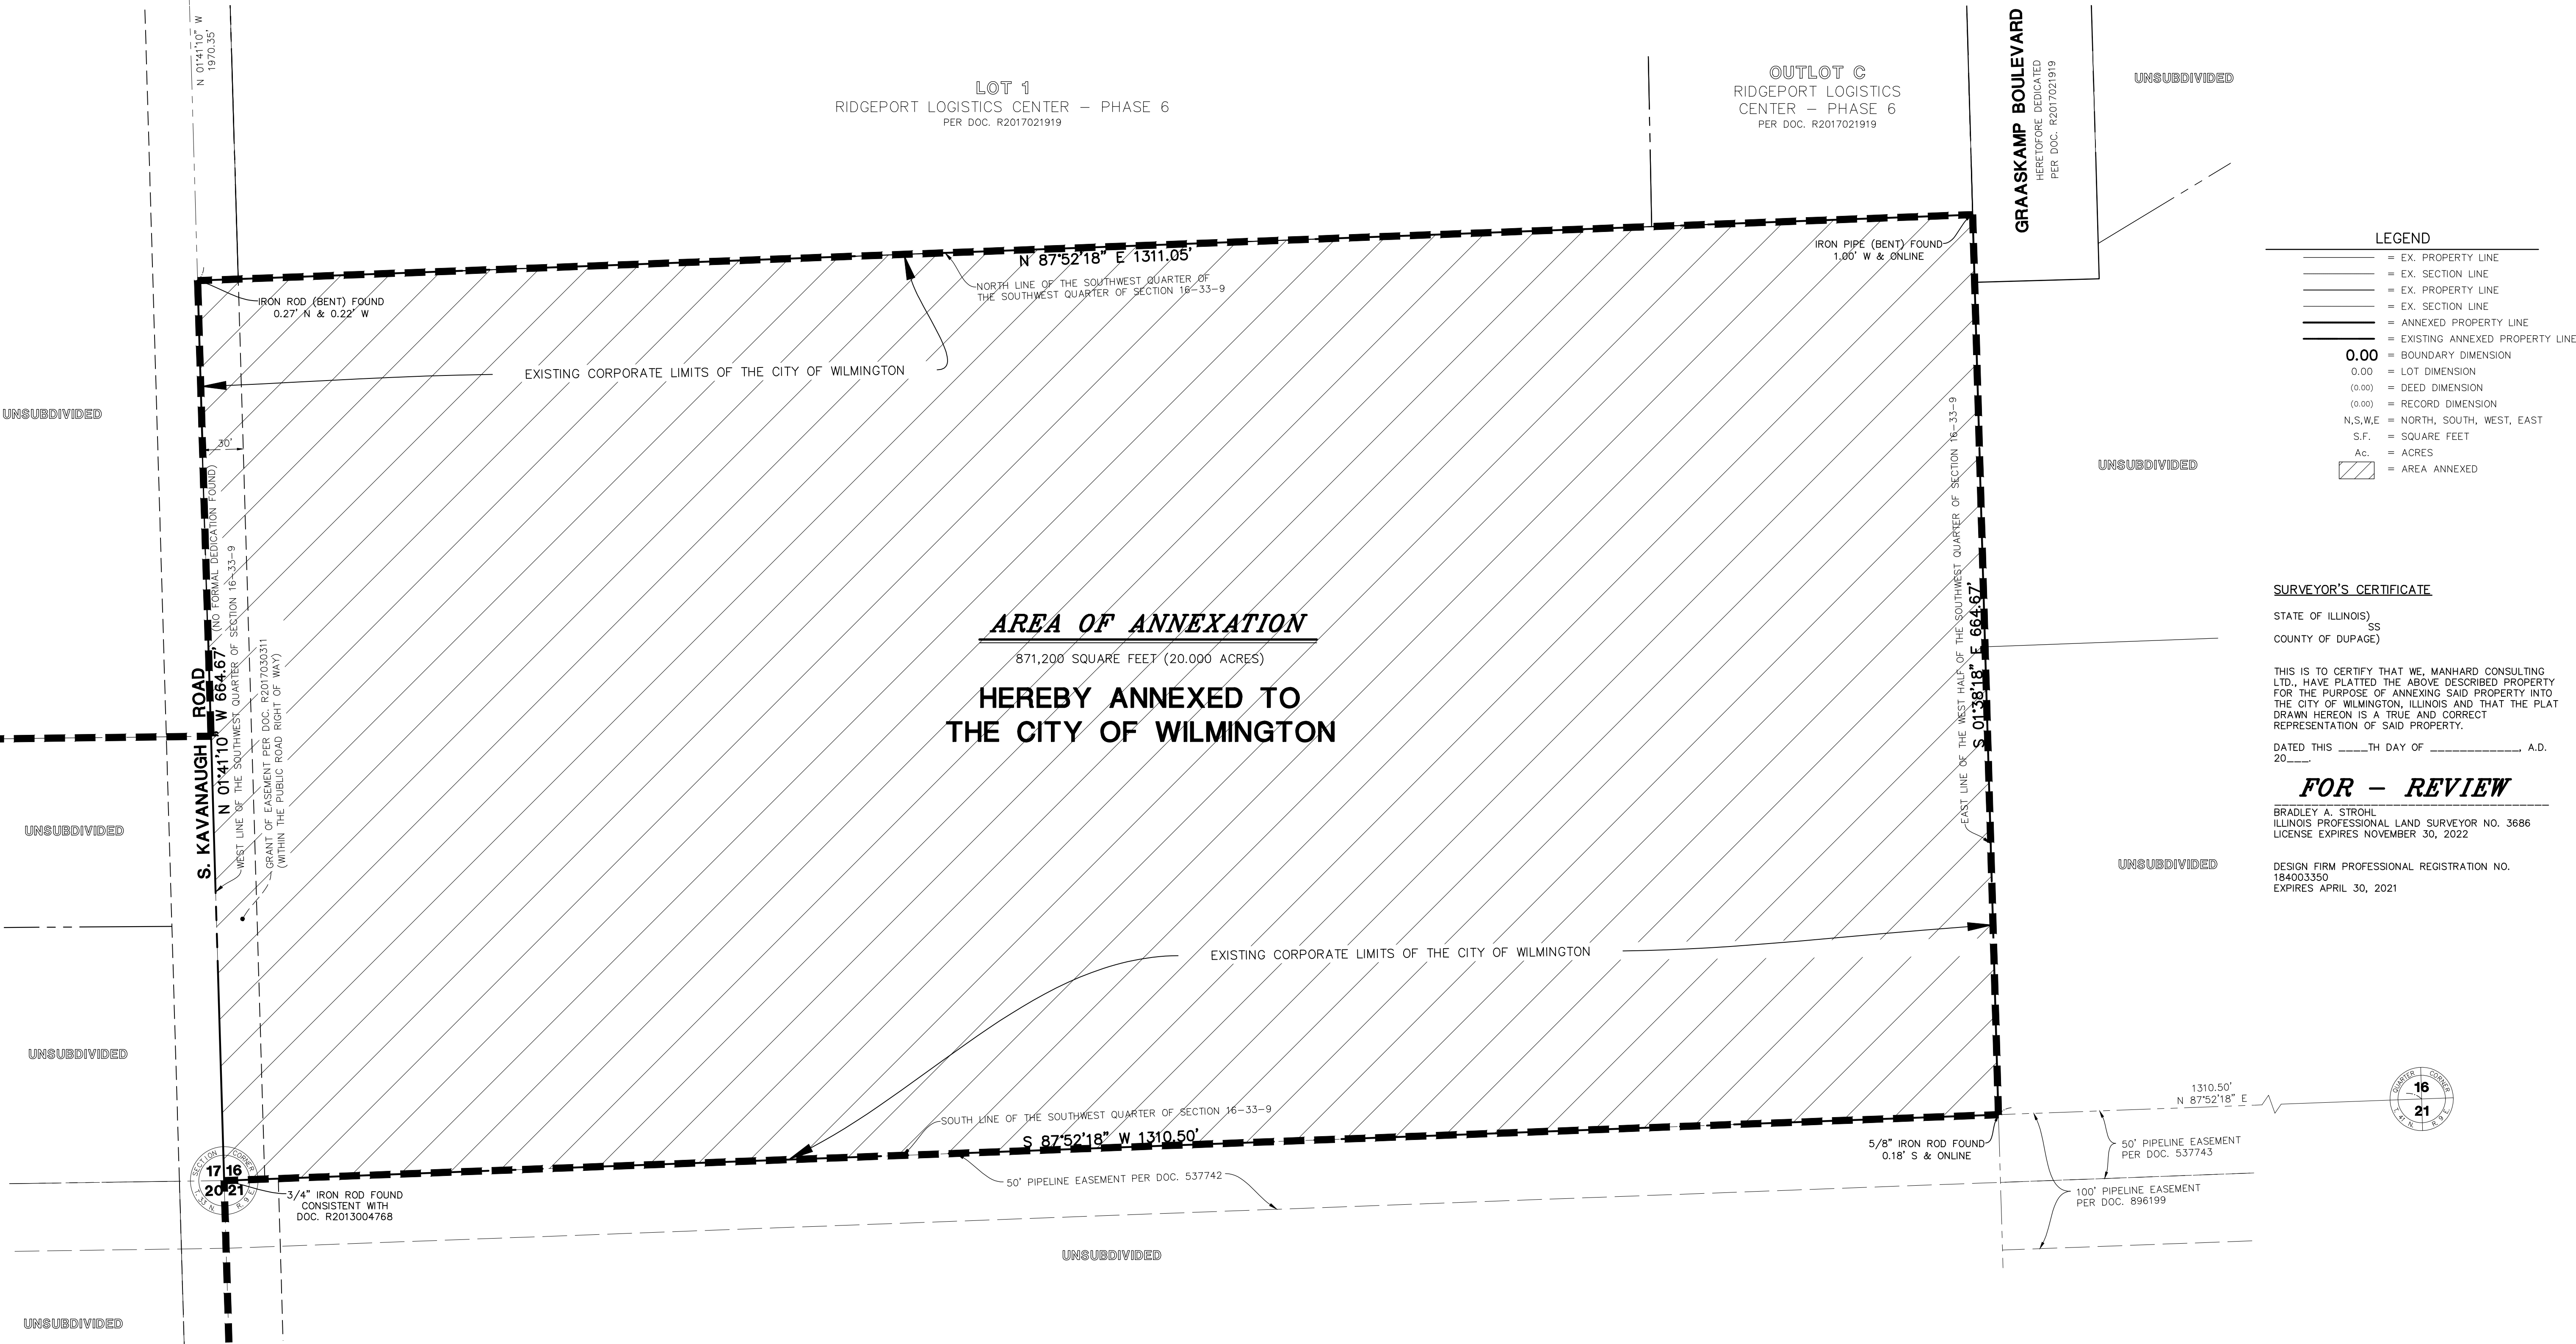 N 01°41'10" W
1970.35'
LOT 1
RIDGEPORT LOGISTICS CENTER – PHASE 6
PER DOC. R2017021919
OUTLOT C
RIDGEPORT LOGISTICS
CENTER – PHASE 6
PER DOC. R2017021919
GRAASKAMP BOULEVARD
HERETOFORE DEDICATED
PER DOC. R2017021919
UNSUBDIVIDED
IRON ROD (BENT) FOUND
0.27' N & 0.22' W
N 87°52'18" E 1311.05'
NORTH LINE OF THE SOUTHWEST QUARTER OF
THE SOUTHWEST QUARTER OF SECTION 16-33-9
IRON PIPE (BENT) FOUND
1.00' W & ONLINE
EXISTING CORPORATE LIMITS OF THE CITY OF WILMINGTON
UNSUBDIVIDED
30'
S. KAVANAUGH ROAD
(NO FORMAL DEDICATION FOUND)
N 01°41'10" W 664.67'
WEST LINE OF THE SOUTHWEST QUARTER OF SECTION 16-33-9
GRANT OF EASEMENT PER DOC. R2017030311
(WITHIN THE PUBLIC ROAD RIGHT OF WAY)
AREA OF ANNEXATION
871,200 SQUARE FEET (20.000 ACRES)
HEREBY ANNEXED TO
THE CITY OF WILMINGTON
EAST LINE OF THE WEST HALF OF THE SOUTHWEST QUARTER OF SECTION 16-33-9
S 01°38'18" E 664.67'
UNSUBDIVIDED
UNSUBDIVIDED
UNSUBDIVIDED
UNSUBDIVIDED
EXISTING CORPORATE LIMITS OF THE CITY OF WILMINGTON
SOUTH LINE OF THE SOUTHWEST QUARTER OF SECTION 16-33-9
S 87°52'18" W 1310.50'
50' PIPELINE EASEMENT PER DOC. 537742
SECTION CORNER
17 16
20 21
T. 33 N. R. 9 E.
3/4" IRON ROD FOUND
CONSISTENT WITH
DOC. R2013004768
5/8" IRON ROD FOUND
0.18' S & ONLINE
1310.50'
N 87°52'18" E
50' PIPELINE EASEMENT
PER DOC. 537743
100' PIPELINE EASEMENT
PER DOC. 896199
QUARTER CORNER
16
21
T. 41 N. R. 9 E.
UNSUBDIVIDED
UNSUBDIVIDED
LEGEND
= EX. PROPERTY LINE
= EX. SECTION LINE
= EX. PROPERTY LINE
= EX. SECTION LINE
= ANNEXED PROPERTY LINE
= EXISTING ANNEXED PROPERTY LINE
0.00 = BOUNDARY DIMENSION
0.00 = LOT DIMENSION
(0.00) = DEED DIMENSION
(0.00) = RECORD DIMENSION
N,S,W,E = NORTH, SOUTH, WEST, EAST
S.F. = SQUARE FEET
Ac. = ACRES
= AREA ANNEXED
SURVEYOR'S CERTIFICATE
STATE OF ILLINOIS)
SS
COUNTY OF DUPAGE)
THIS IS TO CERTIFY THAT WE, MANHARD CONSULTING
LTD., HAVE PLATTED THE ABOVE DESCRIBED PROPERTY
FOR THE PURPOSE OF ANNEXING SAID PROPERTY INTO
THE CITY OF WILMINGTON, ILLINOIS AND THAT THE PLAT
DRAWN HEREON IS A TRUE AND CORRECT
REPRESENTATION OF SAID PROPERTY.
DATED THIS ____TH DAY OF _____________, A.D.
20___.
FOR – REVIEW
BRADLEY A. STROHL
ILLINOIS PROFESSIONAL LAND SURVEYOR NO. 3686
LICENSE EXPIRES NOVEMBER 30, 2022
DESIGN FIRM PROFESSIONAL REGISTRATION NO.
184003350
EXPIRES APRIL 30, 2021